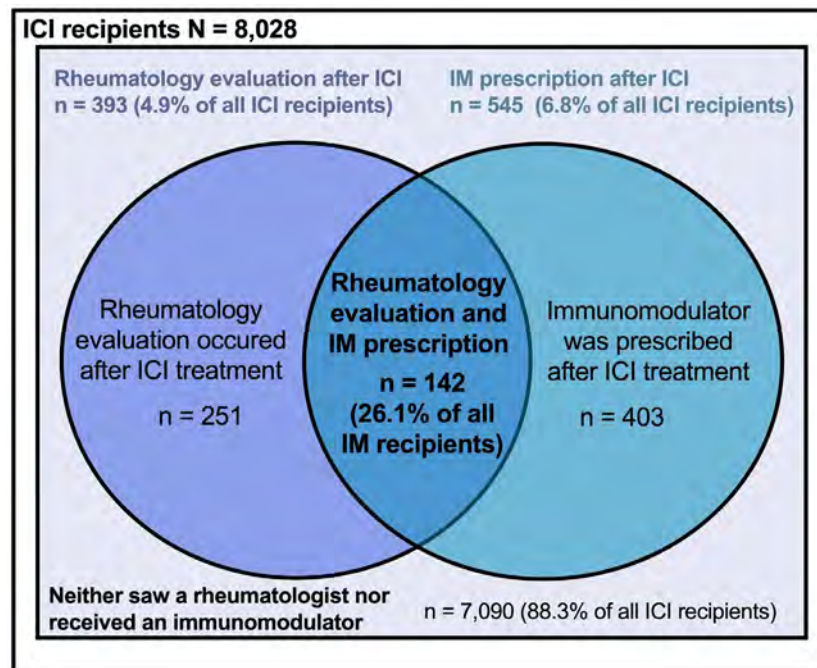 ICI recipients N = 8,028
Rheumatology evaluation after ICI
n = 393 (4.9% of all ICI recipients)
IM prescription after ICI
n = 545 (6.8% of all ICI recipients)
Rheumatology
evaluation occured
after ICI treatment
n = 251
Rheumatology
evaluation and
IM prescription
n = 142
(26.1% of all
IM recipients)
Immunomodulator
was prescribed
after ICI treatment
n = 403
Neither saw a rheumatologist nor
received an immunomodulator
n = 7,090 (88.3% of all ICI recipients)